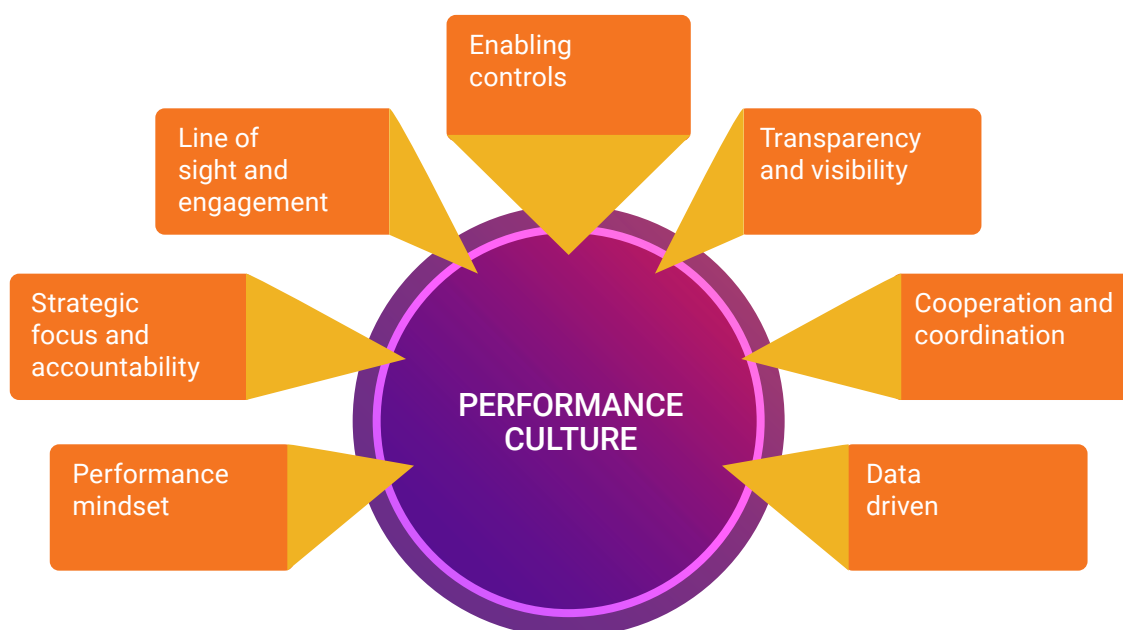 Enabling
controls
Line of
sight and
engagement
Transparency
and visibility
Strategic
focus and
accountability
Cooperation and
coordination
PERFORMANCE
CULTURE
Performance
mindset
Data
driven